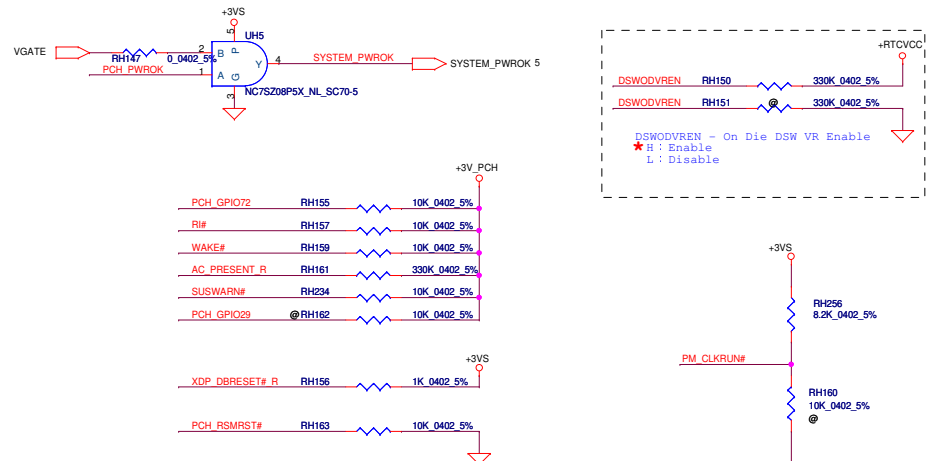 +3VS
5
UH5
VGATE
RH147
0_0402_5%
2
B
P
Y
4
SYSTEM_PWROK
SYSTEM_PWROK 5
PCH_PWROK
1
A
G
3
NC7SZ08P5X_NL_SC70-5
+RTCVCC
DSWODVREN RH150 330K_0402_5%
DSWODVREN RH151 @ 330K_0402_5%
DSWODVREN - On Die DSW VR Enable
* H : Enable
L : Disable
+3V_PCH
PCH_GPIO72 RH155 10K_0402_5%
RI# RH157 10K_0402_5%
WAKE# RH159 10K_0402_5%
AC_PRESENT_R RH161 330K_0402_5%
SUSWARN# RH234 10K_0402_5%
PCH_GPIO29 @ RH162 10K_0402_5%
+3VS
XDP_DBRESET#_R RH156 1K_0402_5%
PCH_RSMRST# RH163 10K_0402_5%
+3VS
RH256
8.2K_0402_5%
PM_CLKRUN#
RH160
10K_0402_5%
@